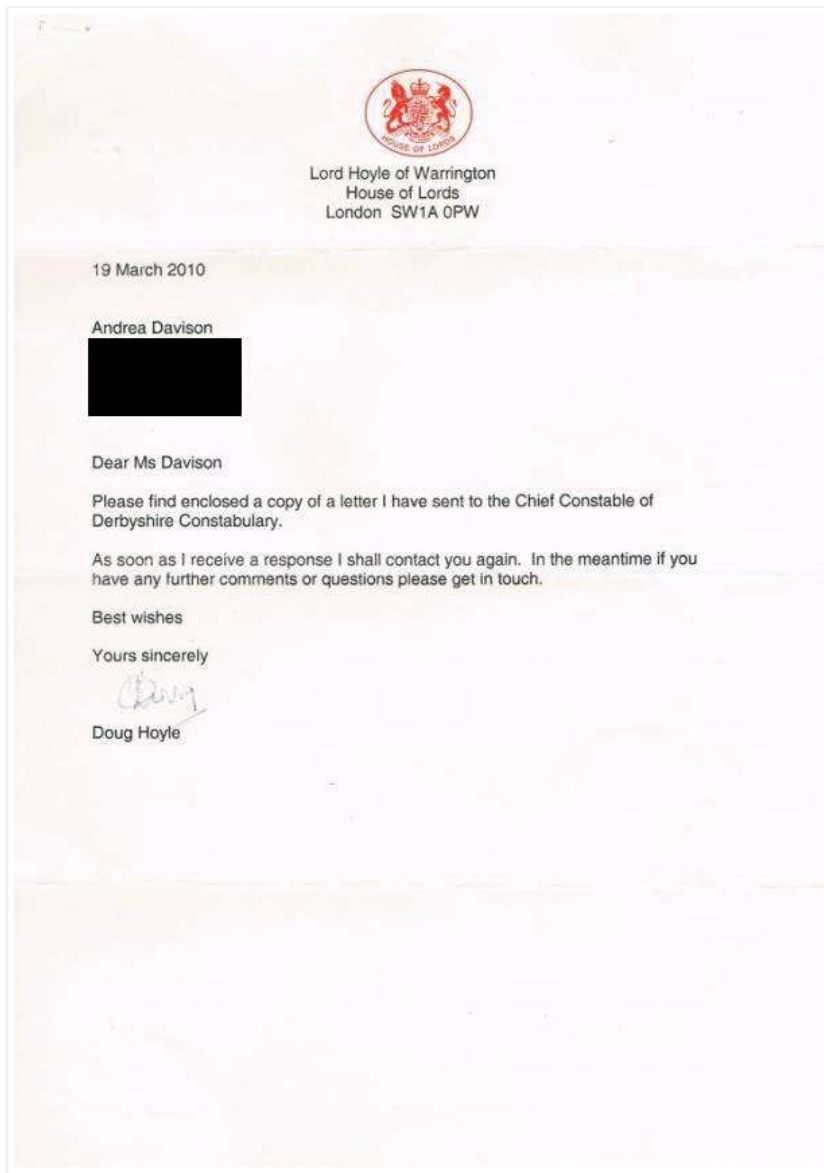 HOUSE OF LORDS
Lord Hoyle of Warrington
House of Lords
London SW1A 0PW
19 March 2010
Andrea Davison
Dear Ms Davison
Please find enclosed a copy of a letter I have sent to the Chief Constable of
Derbyshire Constabulary.
As soon as I receive a response I shall contact you again. In the meantime if you
have any further comments or questions please get in touch.
Best wishes
Yours sincerely
Doug Hoyle